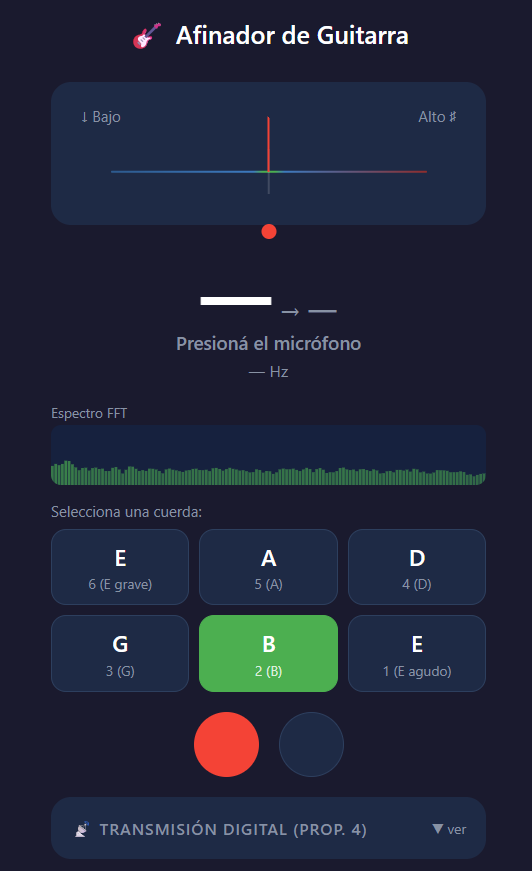 Afinador de Guitarra
↓ Bajo
Alto ♯
— → —
Presioná el micrófono
— Hz
Espectro FFT
Selecciona una cuerda:
E
6 (E grave)
A
5 (A)
D
4 (D)
G
3 (G)
B
2 (B)
E
1 (E agudo)
TRANSMISIÓN DIGITAL (PROP. 4)
▼ ver